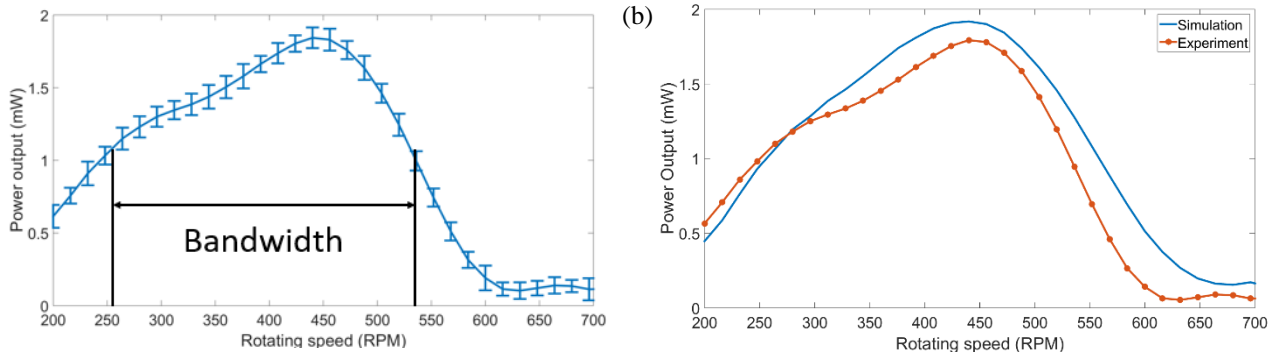 2
1.5
1
0.5
0
Power output (mW)
Bandwidth
200 250 300 350 400 450 500 550 600 650 700
Rotating speed (RPM)
(b)
2
1.5
1
0.5
0
Power Output (mW)
Simulation
Experiment
200 250 300 350 400 450 500 550 600 650 700
Rotating speed (RPM)